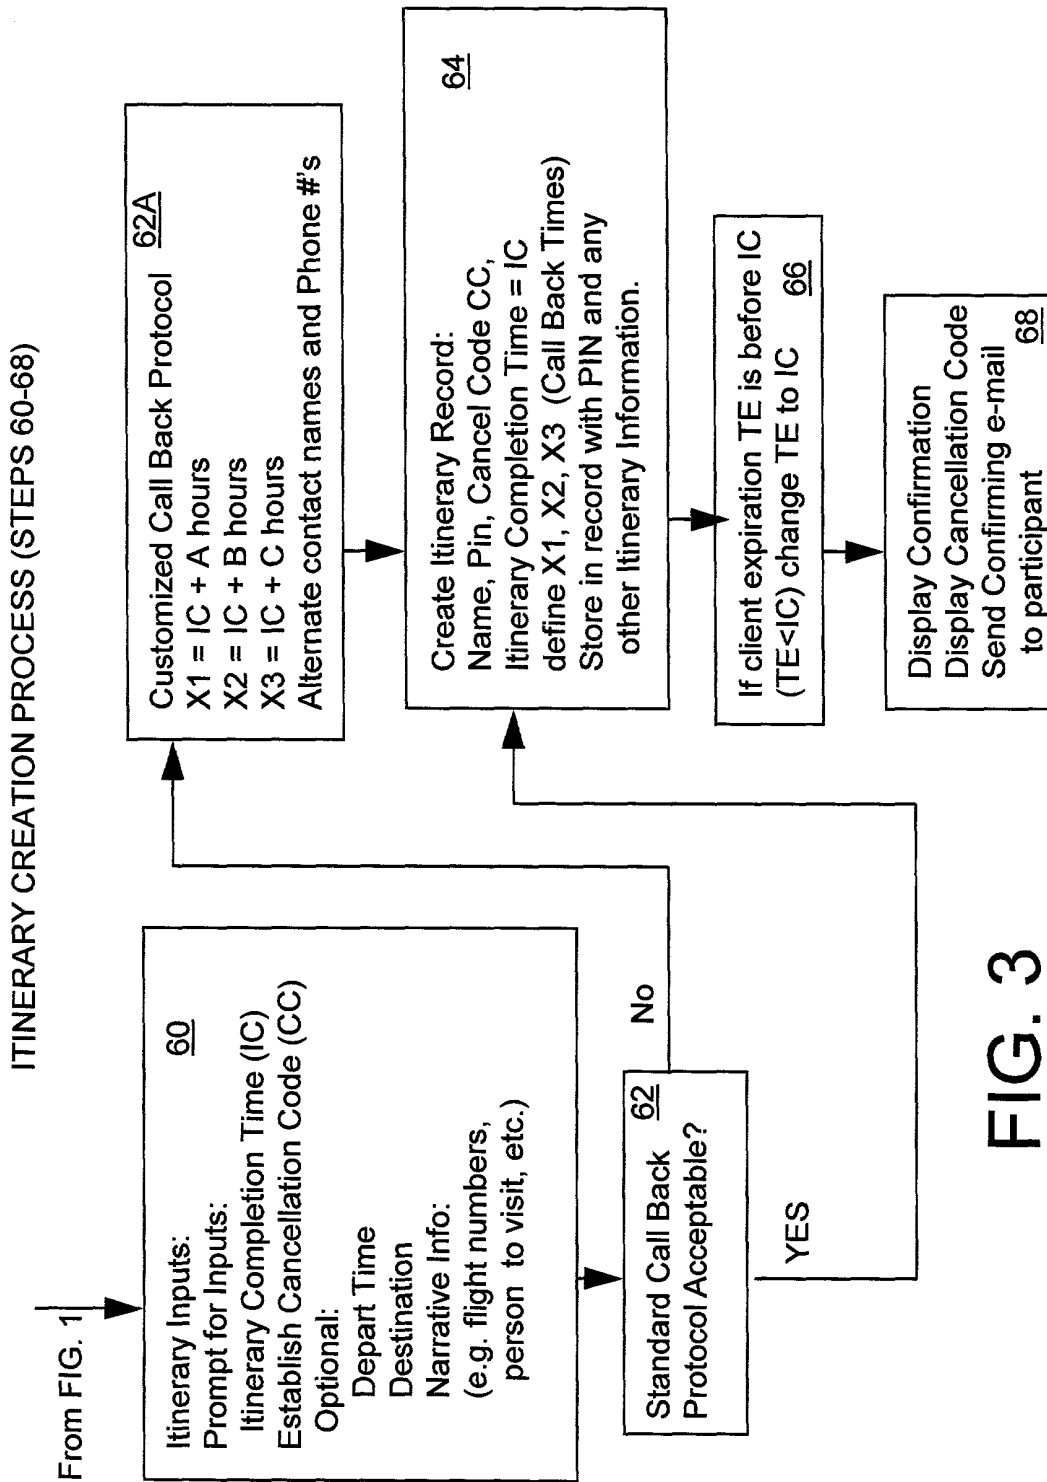 ITINERARY CREATION PROCESS (STEPS 60-68)
From FIG. 1
Itinerary Inputs: 60
Prompt for Inputs:
Itinerary Completion Time (IC)
Establish Cancellation Code (CC)
Optional:
Depart Time
Destination
Narrative Info:
(e.g. flight numbers,
person to visit, etc.)
Standard Call Back 62
Protocol Acceptable?
No
YES
Customized Call Back Protocol 62A
X1 = IC + A hours
X2 = IC + B hours
X3 = IC + C hours
Alternate contact names and Phone #'s
Create Itinerary Record: 64
Name, Pin, Cancel Code CC,
Itinerary Completion Time = IC
define X1, X2, X3 (Call Back Times)
Store in record with PIN and any
other Itinerary Information.
If client expiration TE is before IC
(TE<IC) change TE to IC 66
Display Confirmation
Display Cancellation Code
Send Confirming e-mail
to participant 68
FIG. 3